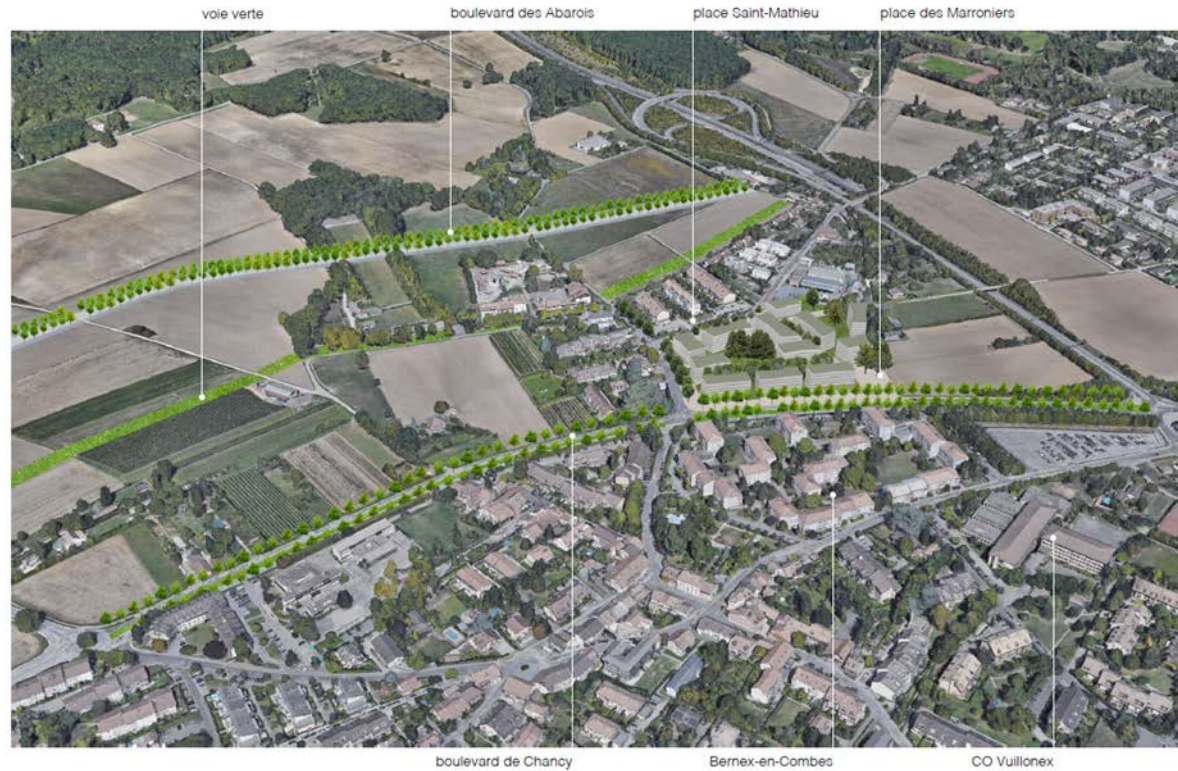 voie verte
boulevard des Abarois
place Saint-Mathieu
place des Marroniers
boulevard de Chancy
Bernex-en-Combes
CO Vuillonex